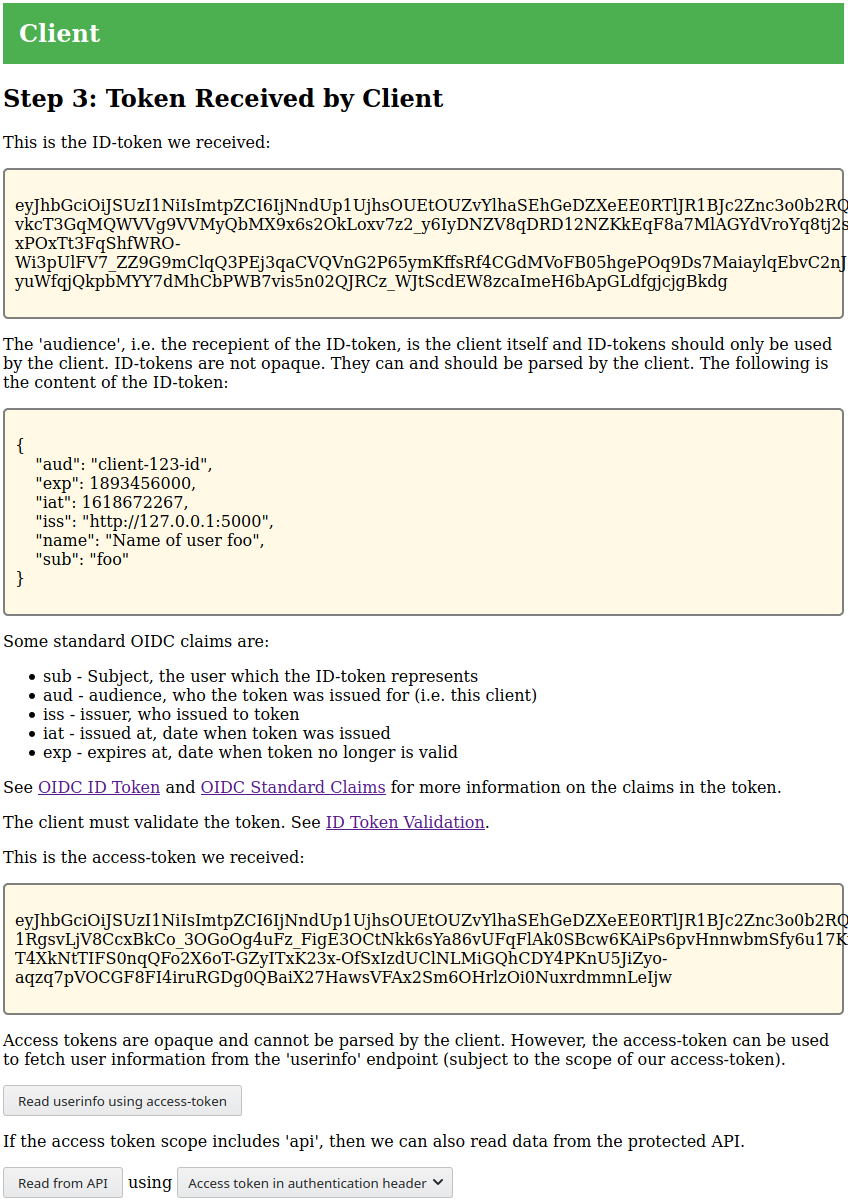 Client
Step 3: Token Received by Client
This is the ID-token we received:
eyJhbGciOiJSUzI1NiIsImtpZCI6IjNndUp1UjhsOUEtOUZvYlhaSEhGeDZXeEE0RTlJR1BJc2Znc3o0b2RQ
vkcT3GqMQWVVg9VVMyQbMX9x6s2OkLoxv7z2_y6IyDNZV8qDRD12NZKkEqF8a7MlAGYdVroYq8tj2s
xPOxTt3FqShfWRO-
Wi3pUlFV7_ZZ9G9mClqQ3PEj3qaCVQVnG2P65ymKffsRf4CGdMVoFB05hgePOq9Ds7MaiaylqEbvC2nJ
yuWfqjQkpbMYY7dMhCbPWB7vis5n02QJRCz_WJtScdEW8zcaImeH6bApGLdfgjcjgBkdg
The 'audience', i.e. the recepient of the ID-token, is the client itself and ID-tokens should only be used
by the client. ID-tokens are not opaque. They can and should be parsed by the client. The following is
the content of the ID-token:
{
"aud": "client-123-id",
"exp": 1893456000,
"iat": 1618672267,
"iss": "http://127.0.0.1:5000",
"name": "Name of user foo",
"sub": "foo"
}
Some standard OIDC claims are:
• sub - Subject, the user which the ID-token represents
• aud - audience, who the token was issued for (i.e. this client)
• iss - issuer, who issued to token
• iat - issued at, date when token was issued
• exp - expires at, date when token no longer is valid
See OIDC ID Token and OIDC Standard Claims for more information on the claims in the token.
The client must validate the token. See ID Token Validation.
This is the access-token we received:
eyJhbGciOiJSUzI1NiIsImtpZCI6IjNndUp1UjhsOUEtOUZvYlhaSEhGeDZXeEE0RTlJR1BJc2Znc3o0b2RQ
1RgsvLjV8CcxBkCo_3OGoOg4uFz_FigE3OCtNkk6sYa86vUFqFlAk0SBcw6KAiPs6pvHnnwbmSfy6u17K
T4XkNtTIFS0nqQFo2X6oT-GZyITxK23x-OfSxIzdUClNLMiGQhCDY4PKnU5JiZyo-
aqzq7pVOCGF8FI4iruRGDg0QBaiX27HawsVFAx2Sm6OHrlzOi0NuxrdmmnLeIjw
Access tokens are opaque and cannot be parsed by the client. However, the access-token can be used
to fetch user information from the 'userinfo' endpoint (subject to the scope of our access-token).
Read userinfo using access-token
If the access token scope includes 'api', then we can also read data from the protected API.
Read from API using Access token in authentication header